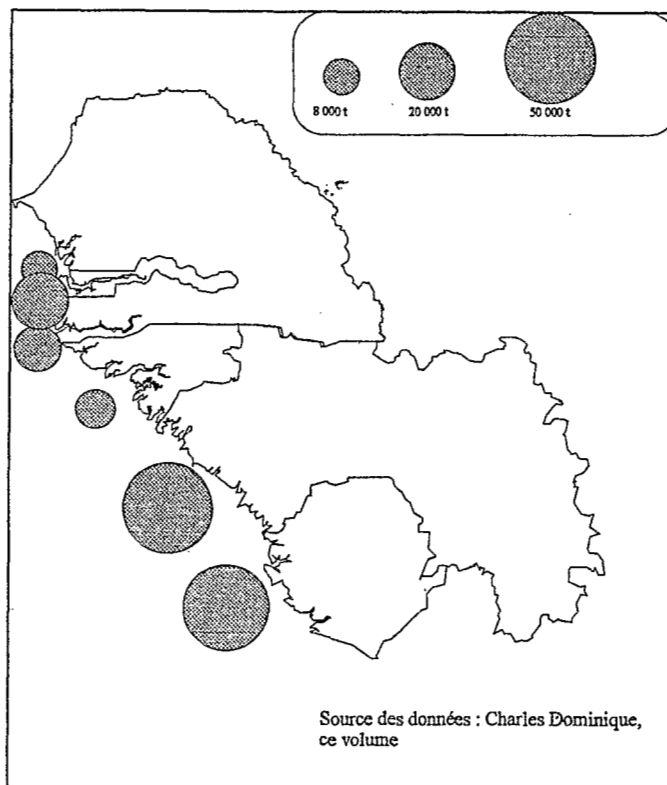 8 000 t
20 000 t
50 000 t
Source des données : Charles Dominique,
ce volume